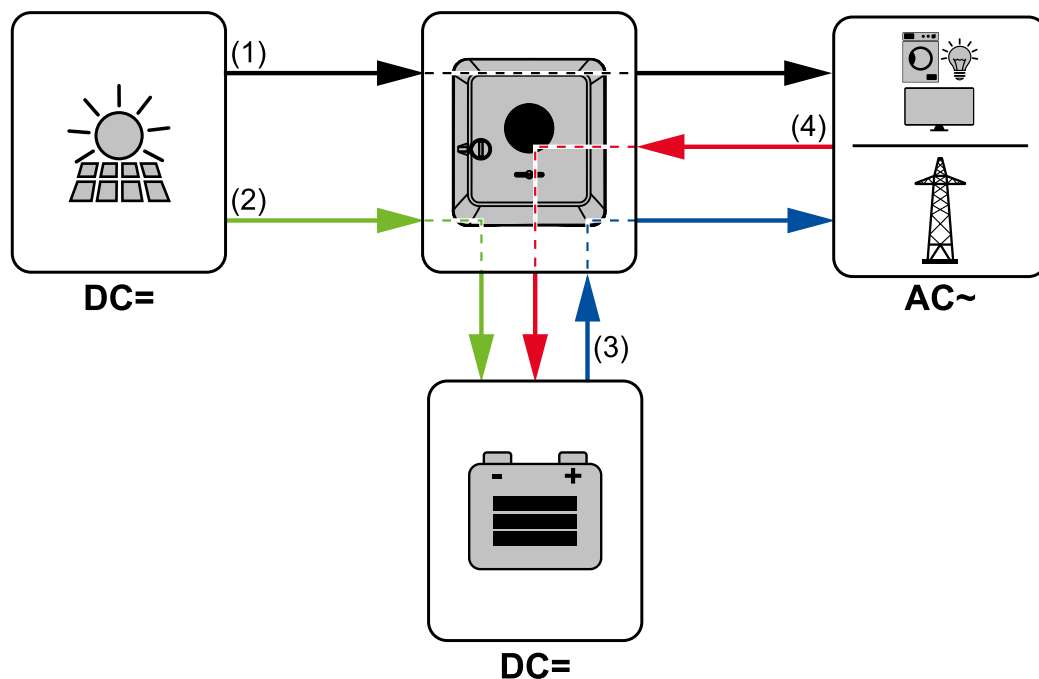 (1)
(4)
(2)
DC=
AC~
(3)
- +
DC=